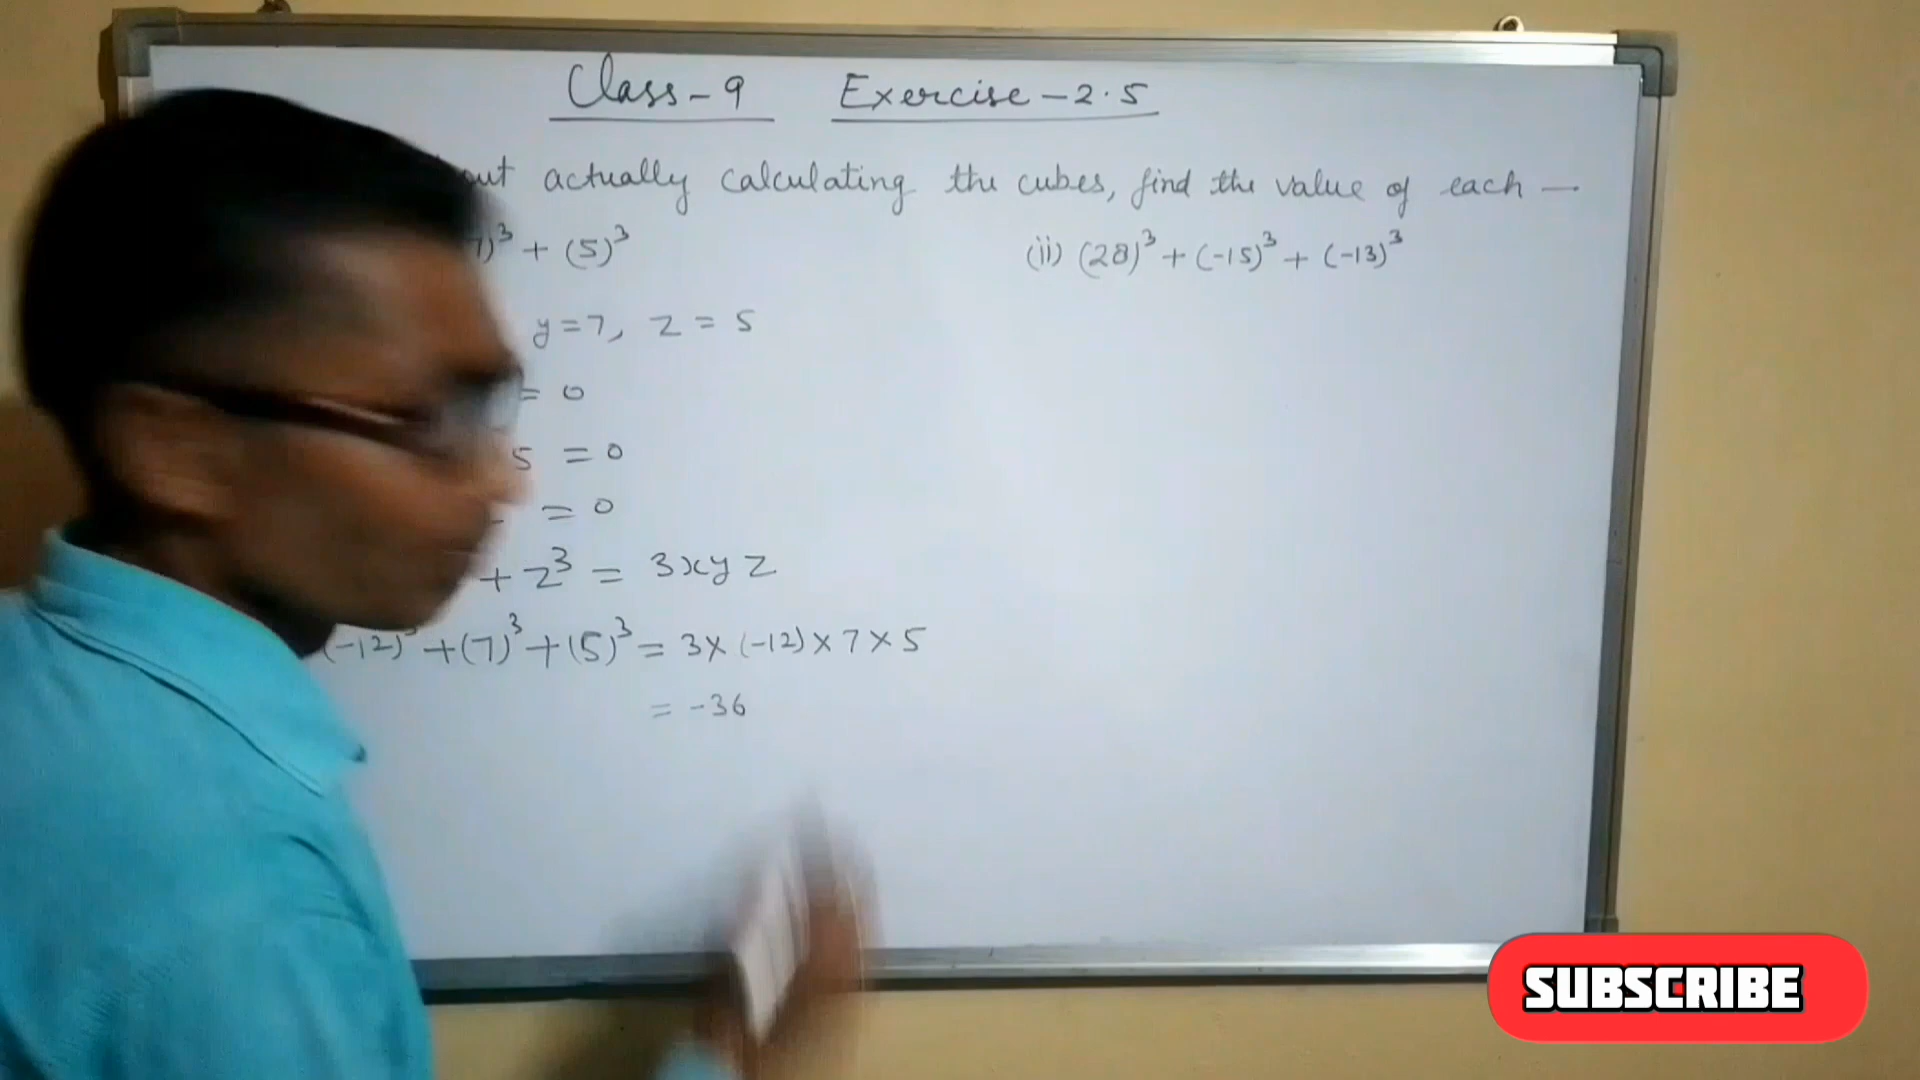 Class-9 Exercise-2.5
actually calculating the cubes, find the value of each —
)³ + (5)³
(ii) (28)³ + (-15)³ + (-13)³
y = 7, z = 5
= 0
5 = 0
= 0
+ z³ = 3xyz
(-12)³ + (7)³ + (5)³ = 3 × (-12) × 7 × 5
= -36
SUBSCRIBE